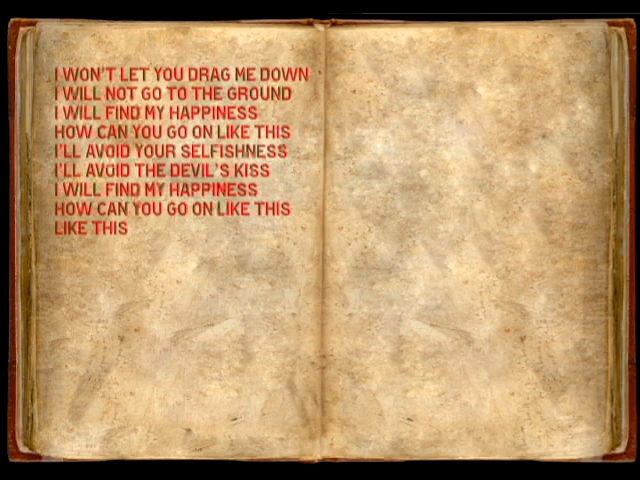 I WON'T LET YOU DRAG ME DOWN
I WILL NOT GO TO THE GROUND
I WILL FIND MY HAPPINESS
HOW CAN YOU GO ON LIKE THIS
I'LL AVOID YOUR SELFISHNESS
I'LL AVOID THE DEVIL'S KISS
I WILL FIND MY HAPPINESS
HOW CAN YOU GO ON LIKE THIS
LIKE THIS